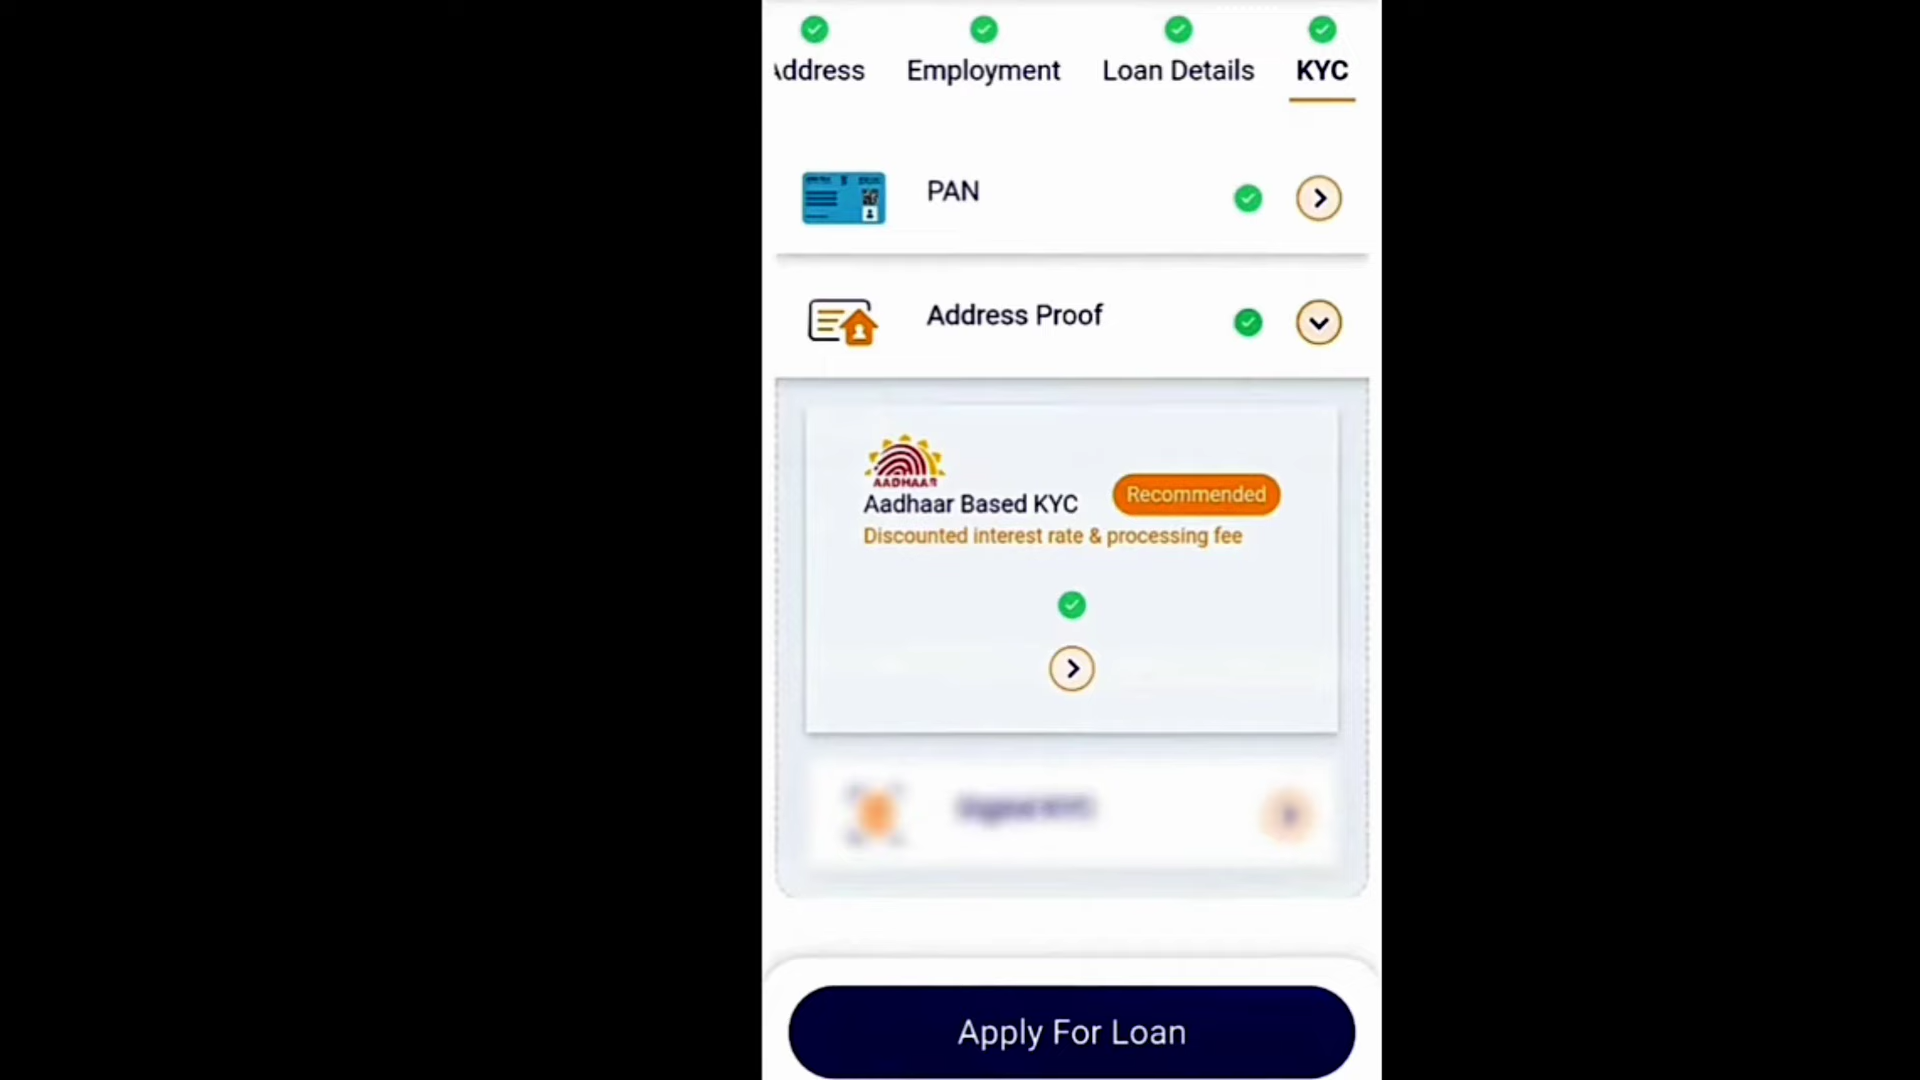 Address
Employment
Loan Details
KYC
PAN
Address Proof
AADHAAR
Aadhaar Based KYC
Recommended
Discounted interest rate & processing fee
Apply For Loan